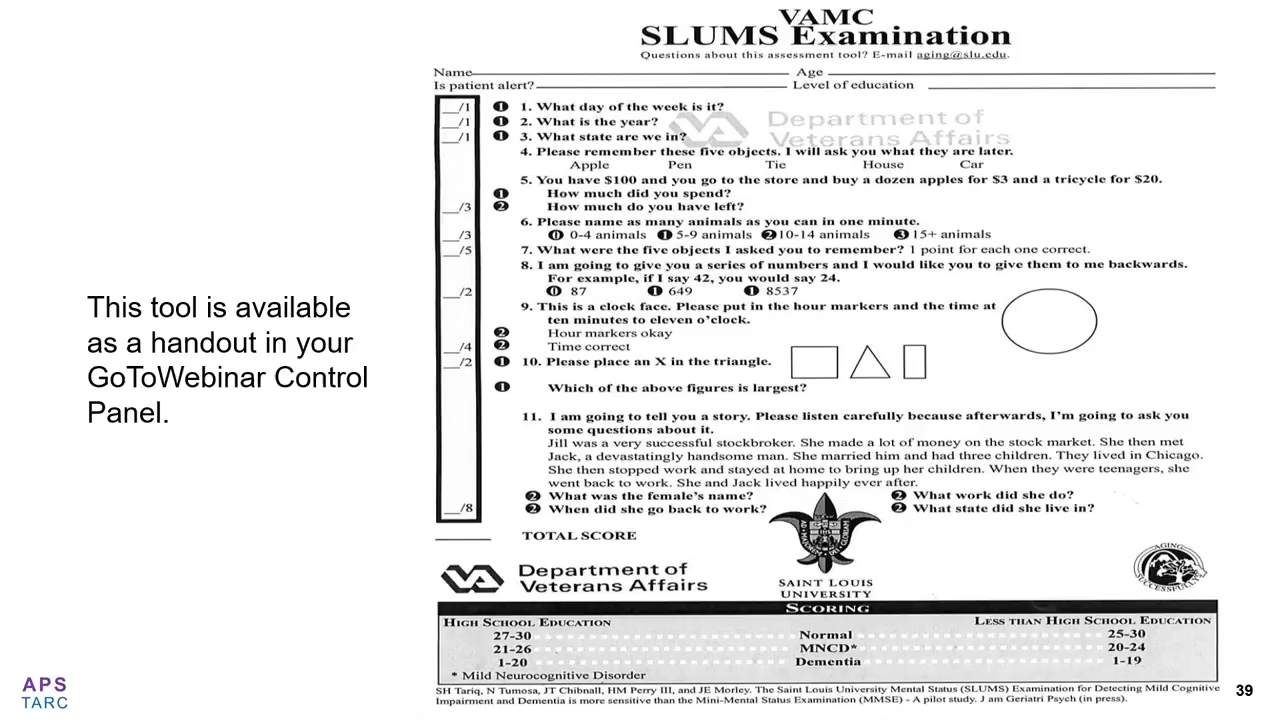 This tool is available
as a handout in your
GoToWebinar Control
Panel.
VAMC
SLUMS Examination
Questions about this assessment tool? E-mail aging@slu.edu.
Name Age
Is patient alert? Level of education
__/1 1 1. What day of the week is it?
__/1 1 2. What is the year?
__/1 1 3. What state are we in?
Department of
Veterans Affairs
4. Please remember these five objects. I will ask you what they are later.
Apple Pen Tie House Car
5. You have $100 and you go to the store and buy a dozen apples for $3 and a tricycle for $20.
1 How much did you spend?
__/3 2 How much do you have left?
6. Please name as many animals as you can in one minute.
__/3 0 0-4 animals 1 5-9 animals 2 10-14 animals 3 15+ animals
__/5 7. What were the five objects I asked you to remember? 1 point for each one correct.
8. I am going to give you a series of numbers and I would like you to give them to me backwards.
For example, if I say 42, you would say 24.
__/2 0 87 1 649 1 8537
9. This is a clock face. Please put in the hour markers and the time at
ten minutes to eleven o'clock.
2 Hour markers okay
__/4 2 Time correct
__/2 1 10. Please place an X in the triangle.
1 Which of the above figures is largest?
11. I am going to tell you a story. Please listen carefully because afterwards, I'm going to ask you
some questions about it.
Jill was a very successful stockbroker. She made a lot of money on the stock market. She then met
Jack, a devastatingly handsome man. She married him and had three children. They lived in Chicago.
She then stopped work and stayed at home to bring up her children. When they were teenagers, she
went back to work. She and Jack lived happily ever after.
2 What was the female's name? 2 What work did she do?
__/8 2 When did she go back to work? 2 What state did she live in?
TOTAL SCORE
VA Department of
Veterans Affairs
SAINT LOUIS
UNIVERSITY
AGING
SUCCESSFULLY
SCORING
HIGH SCHOOL EDUCATION LESS THAN HIGH SCHOOL EDUCATION
27-30 Normal 25-30
21-26 MNCD* 20-24
1-20 Dementia 1-19
* Mild Neurocognitive Disorder
SH Tariq, N Tumosa, JT Chibnall, HM Perry III, and JE Morley. The Saint Louis University Mental Status (SLUMS) Examination for Detecting Mild Cognitive
Impairment and Dementia is more sensitive than the Mini-Mental Status Examination (MMSE) - A pilot study. J am Geriatri Psych (in press).
APS
TARC
39